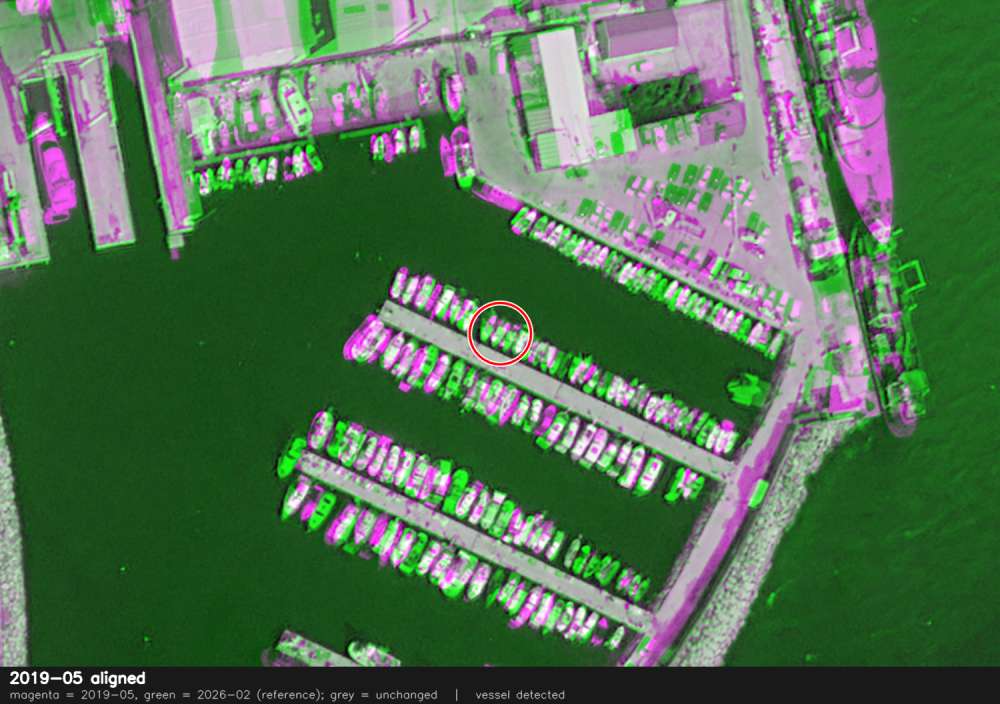 2019-05 aligned
magenta = 2019-05, green = 2026-02 (reference); grey = unchanged | vessel detected